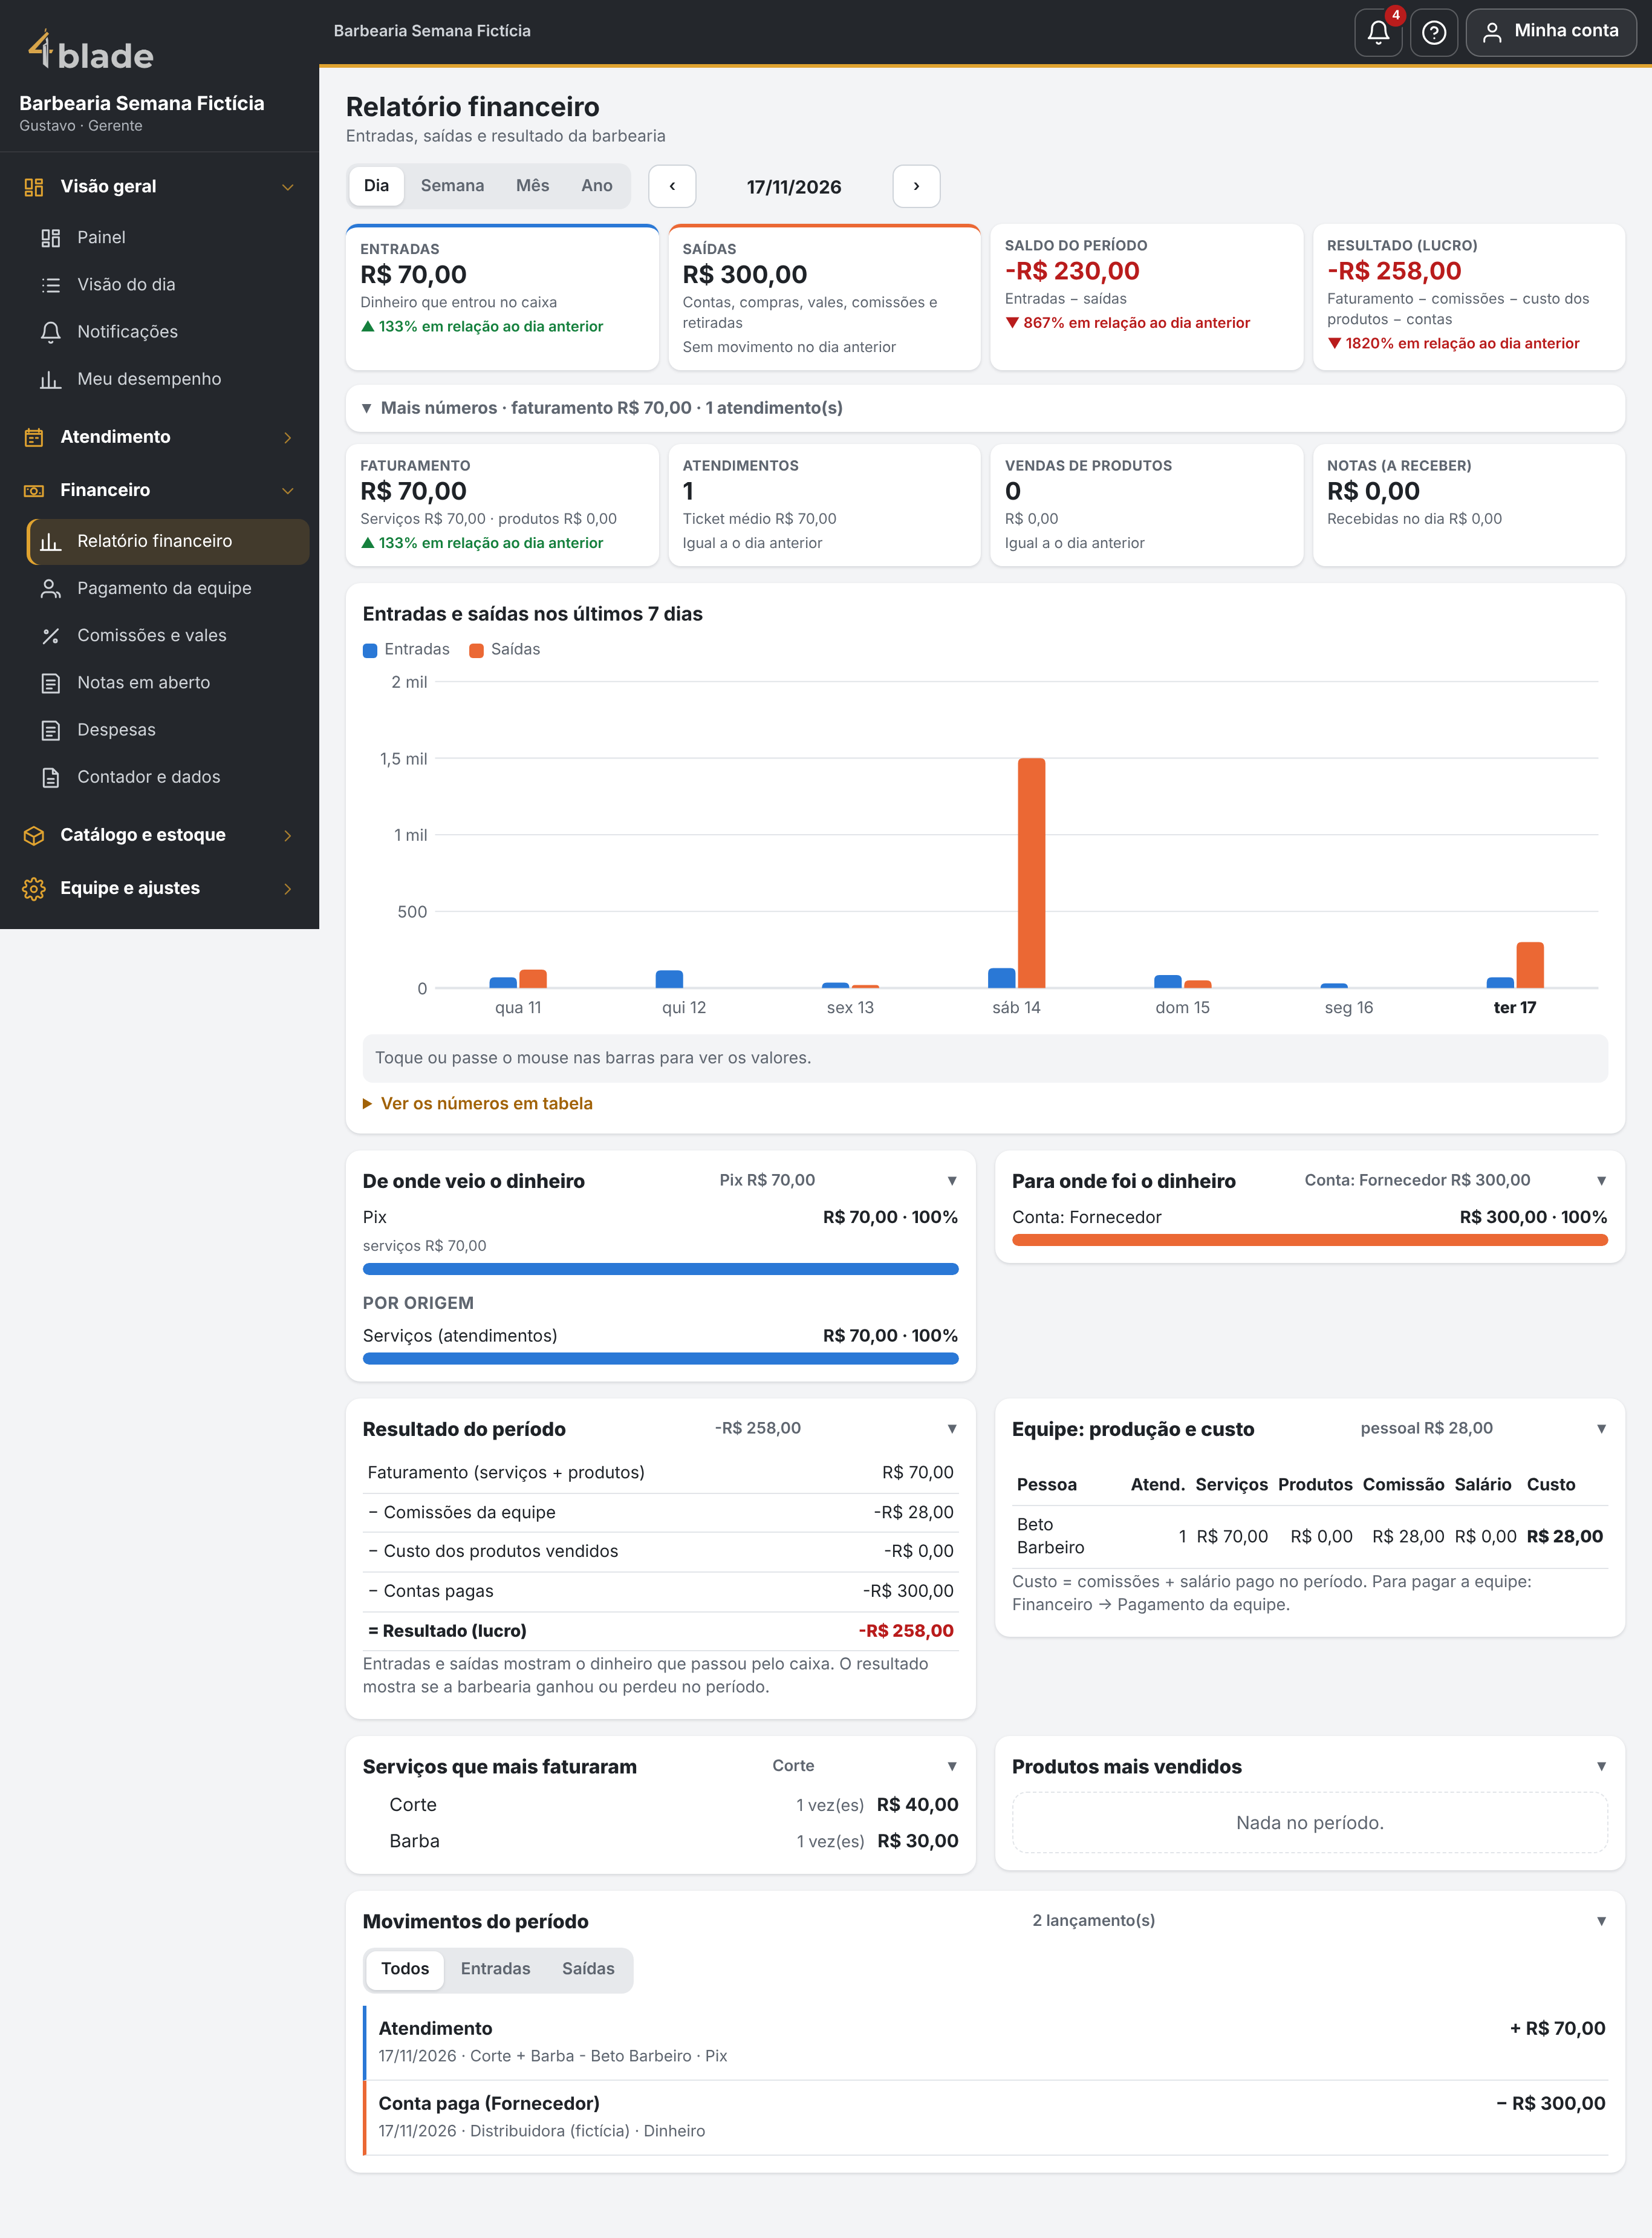 4blade
Barbearia Semana Fictícia
Gustavo · Gerente
Visão geral
Painel
Visão do dia
Notificações
Meu desempenho
Atendimento
Financeiro
Relatório financeiro
Pagamento da equipe
Comissões e vales
Notas em aberto
Despesas
Contador e dados
Catálogo e estoque
Equipe e ajustes
Barbearia Semana Fictícia
4
Minha conta
Relatório financeiro
Entradas, saídas e resultado da barbearia
Dia Semana Mês Ano ‹ 17/11/2026 ›
ENTRADAS
R$ 70,00
Dinheiro que entrou no caixa
▲ 133% em relação ao dia anterior
SAÍDAS
R$ 300,00
Contas, compras, vales, comissões e
retiradas
Sem movimento no dia anterior
SALDO DO PERÍODO
-R$ 230,00
Entradas − saídas
▼ 867% em relação ao dia anterior
RESULTADO (LUCRO)
-R$ 258,00
Faturamento − comissões − custo dos
produtos − contas
▼ 1820% em relação ao dia anterior
▼ Mais números · faturamento R$ 70,00 · 1 atendimento(s)
FATURAMENTO
R$ 70,00
Serviços R$ 70,00 · produtos R$ 0,00
▲ 133% em relação ao dia anterior
ATENDIMENTOS
1
Ticket médio R$ 70,00
Igual a o dia anterior
VENDAS DE PRODUTOS
0
R$ 0,00
Igual a o dia anterior
NOTAS (A RECEBER)
R$ 0,00
Recebidas no dia R$ 0,00
Entradas e saídas nos últimos 7 dias
Entradas Saídas
2 mil
1,5 mil
1 mil
500
0
qua 11 qui 12 sex 13 sáb 14 dom 15 seg 16 ter 17
Toque ou passe o mouse nas barras para ver os valores.
▶ Ver os números em tabela
De onde veio o dinheiro Pix R$ 70,00 ▼
Pix R$ 70,00 · 100%
serviços R$ 70,00
POR ORIGEM
Serviços (atendimentos) R$ 70,00 · 100%
Para onde foi o dinheiro Conta: Fornecedor R$ 300,00 ▼
Conta: Fornecedor R$ 300,00 · 100%
Resultado do período -R$ 258,00 ▼
Faturamento (serviços + produtos) R$ 70,00
− Comissões da equipe -R$ 28,00
− Custo dos produtos vendidos -R$ 0,00
− Contas pagas -R$ 300,00
= Resultado (lucro) -R$ 258,00
Entradas e saídas mostram o dinheiro que passou pelo caixa. O resultado
mostra se a barbearia ganhou ou perdeu no período.
Equipe: produção e custo pessoal R$ 28,00 ▼
Pessoa Atend. Serviços Produtos Comissão Salário Custo
Beto
Barbeiro 1 R$ 70,00 R$ 0,00 R$ 28,00 R$ 0,00 R$ 28,00
Custo = comissões + salário pago no período. Para pagar a equipe:
Financeiro → Pagamento da equipe.
Serviços que mais faturaram Corte ▼
Corte 1 vez(es) R$ 40,00
Barba 1 vez(es) R$ 30,00
Produtos mais vendidos ▼
Nada no período.
Movimentos do período 2 lançamento(s) ▼
Todos Entradas Saídas
Atendimento + R$ 70,00
17/11/2026 · Corte + Barba - Beto Barbeiro · Pix
Conta paga (Fornecedor) − R$ 300,00
17/11/2026 · Distribuidora (fictícia) · Dinheiro